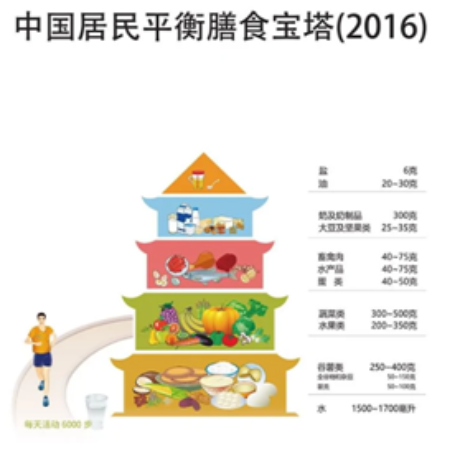 中国居民平衡膳食宝塔(2016)
盐 6克
油 20~30克
奶及奶制品 300克
大豆及坚果类 25~35克
畜禽肉 40~75克
水产品 40~75克
蛋 类 40~50克
蔬菜类 300~500克
水果类 200~350克
谷薯类 250~400克
全谷物和杂豆 50~150克
薯类 50~100克
水 1500~1700毫升
每天活动 6000 步